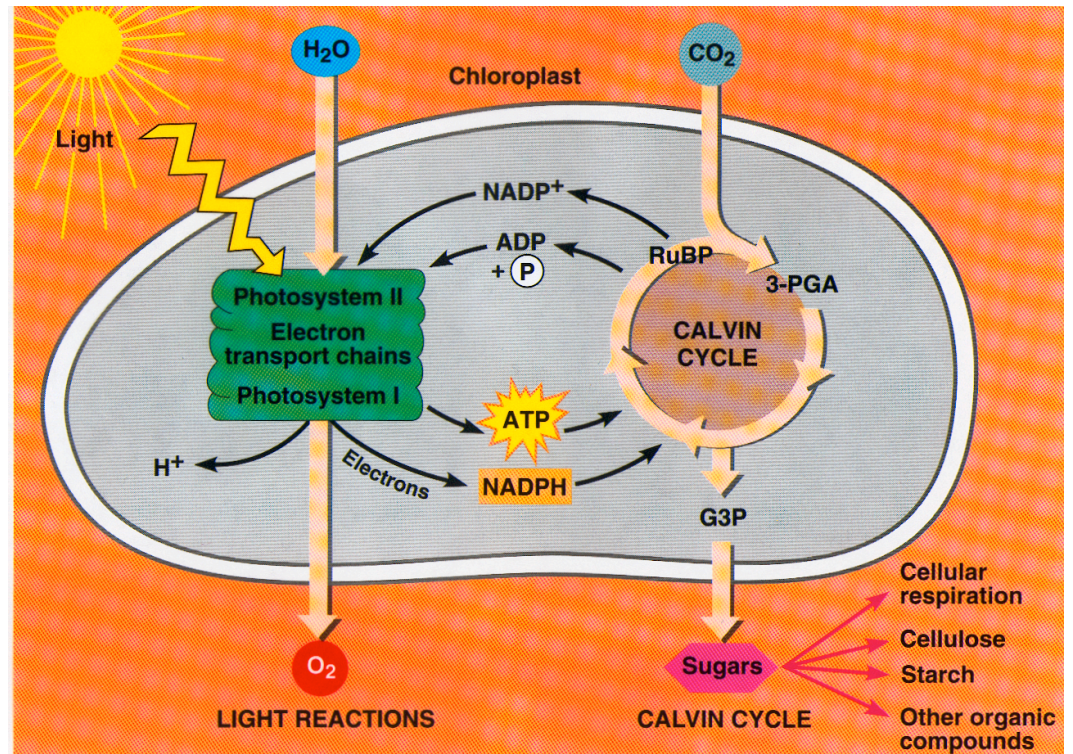 H₂O
CO₂
Chloroplast
Light
NADP⁺
ADP
+ P
RuBP
3-PGA
Photosystem II
Electron
transport chains
Photosystem I
CALVIN
CYCLE
ATP
H⁺
Electrons
NADPH
G3P
Cellular
respiration
Cellulose
Starch
Other organic
compounds
O₂
Sugars
LIGHT REACTIONS
CALVIN CYCLE